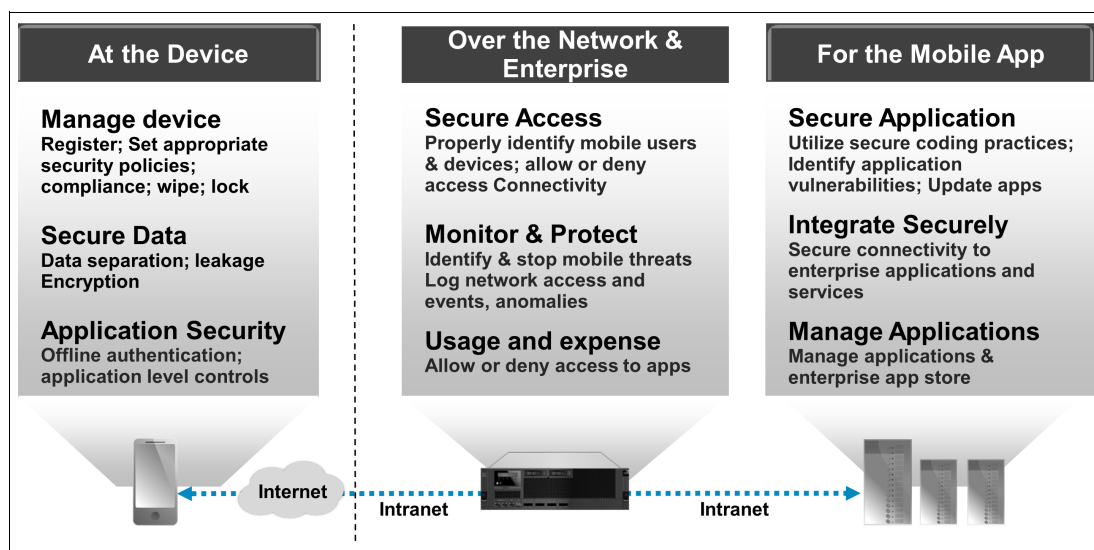 At the Device
Manage device
Register; Set appropriate
security policies;
compliance; wipe; lock
Secure Data
Data separation; leakage
Encryption
Application Security
Offline authentication;
application level controls
Over the Network &
Enterprise
Secure Access
Properly identify mobile users
& devices; allow or deny
access Connectivity
Monitor & Protect
Identify & stop mobile threats
Log network access and
events, anomalies
Usage and expense
Allow or deny access to apps
For the Mobile App
Secure Application
Utilize secure coding practices;
Identify application
vulnerabilities; Update apps
Integrate Securely
Secure connectivity to
enterprise applications and
services
Manage Applications
Manage applications &
enterprise app store
Internet
Intranet
Intranet